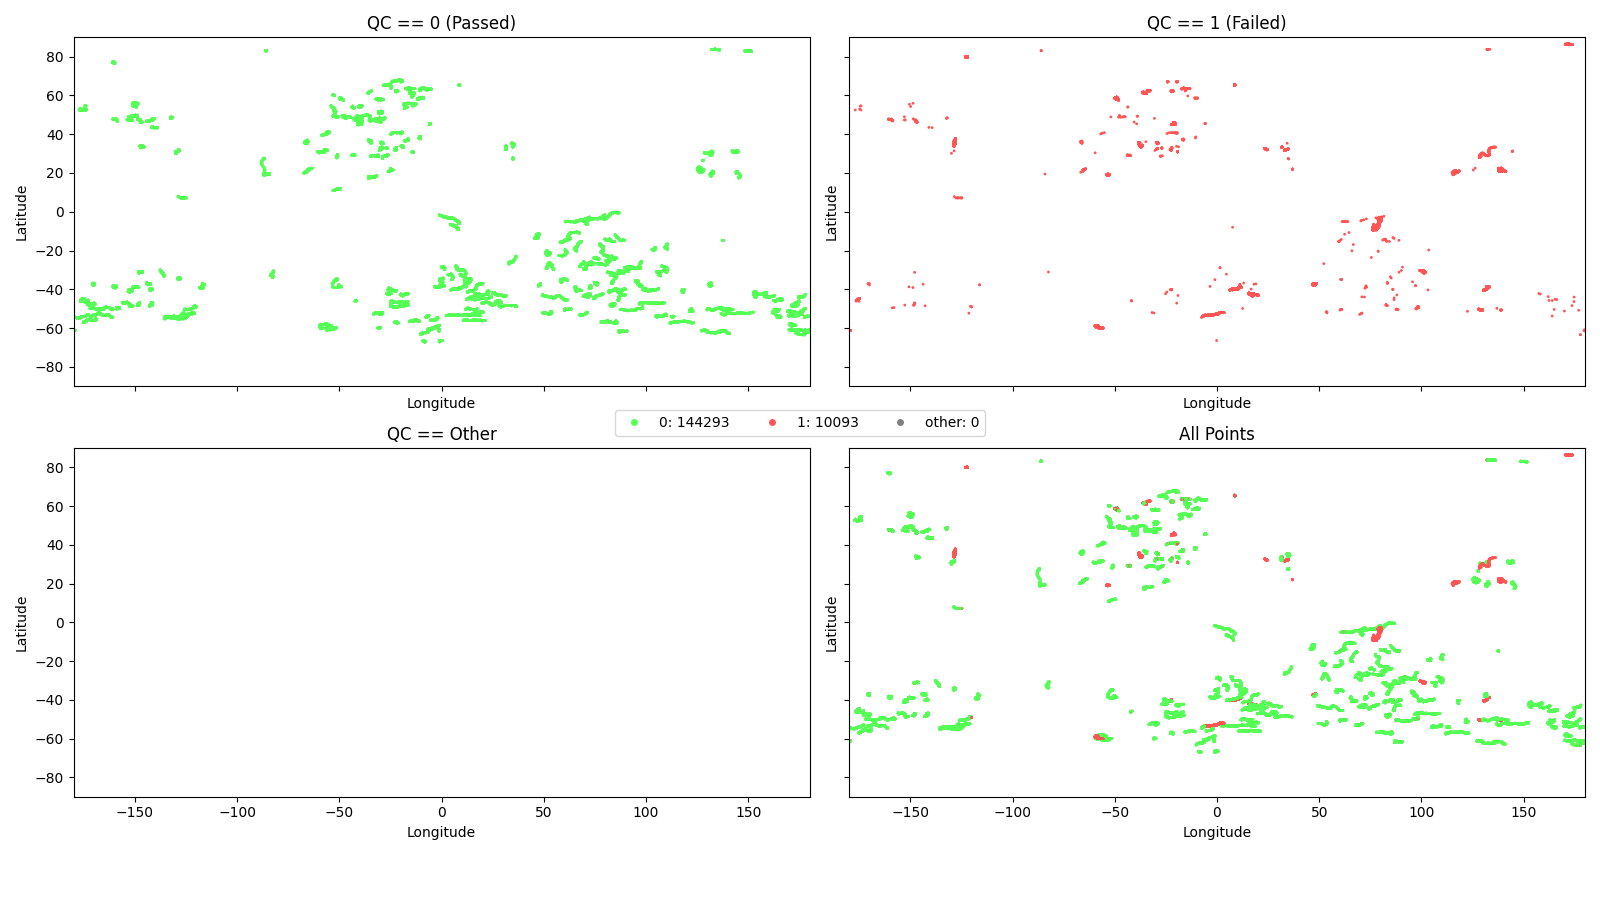 QC == 0 (Passed)
QC == 1 (Failed)
80
60
40
20
0
−20
−40
−60
−80
Latitude
Latitude
Longitude
Longitude
0: 144293 1: 10093 other: 0
QC == Other
All Points
80
60
40
20
0
−20
−40
−60
−80
Latitude
Latitude
−150 −100 −50 0 50 100 150
−150 −100 −50 0 50 100 150
Longitude
Longitude